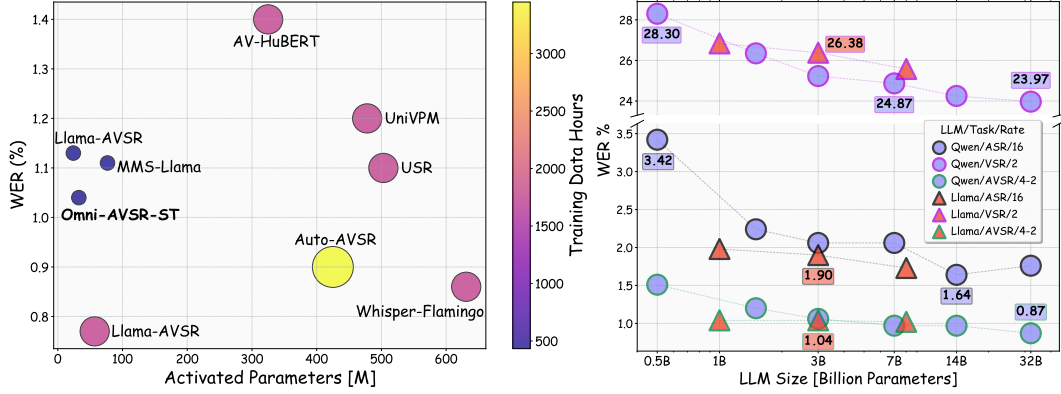 WER (%)
1.4
1.3
1.2
1.1
1.0
0.9
0.8
AV-HuBERT
UniVPM
Llama-AVSR
MMS-Llama
USR
Omni-AVSR-ST
Auto-AVSR
Whisper-Flamingo
Llama-AVSR
0
100
200
300
400
500
600
Activated Parameters [M]
3000
2500
2000
1500
1000
500
Training Data Hours
WER %
28
26
24
3.5
3.0
2.5
2.0
1.5
1.0
28.30
26.38
24.87
23.97
3.42
1.90
1.64
0.87
1.04
LLM/Task/Rate
Qwen/ASR/16
Qwen/VSR/2
Qwen/AVSR/4-2
Llama/ASR/16
Llama/VSR/2
Llama/AVSR/4-2
0.5B
1B
3B
7B
14B
32B
LLM Size [Billion Parameters]